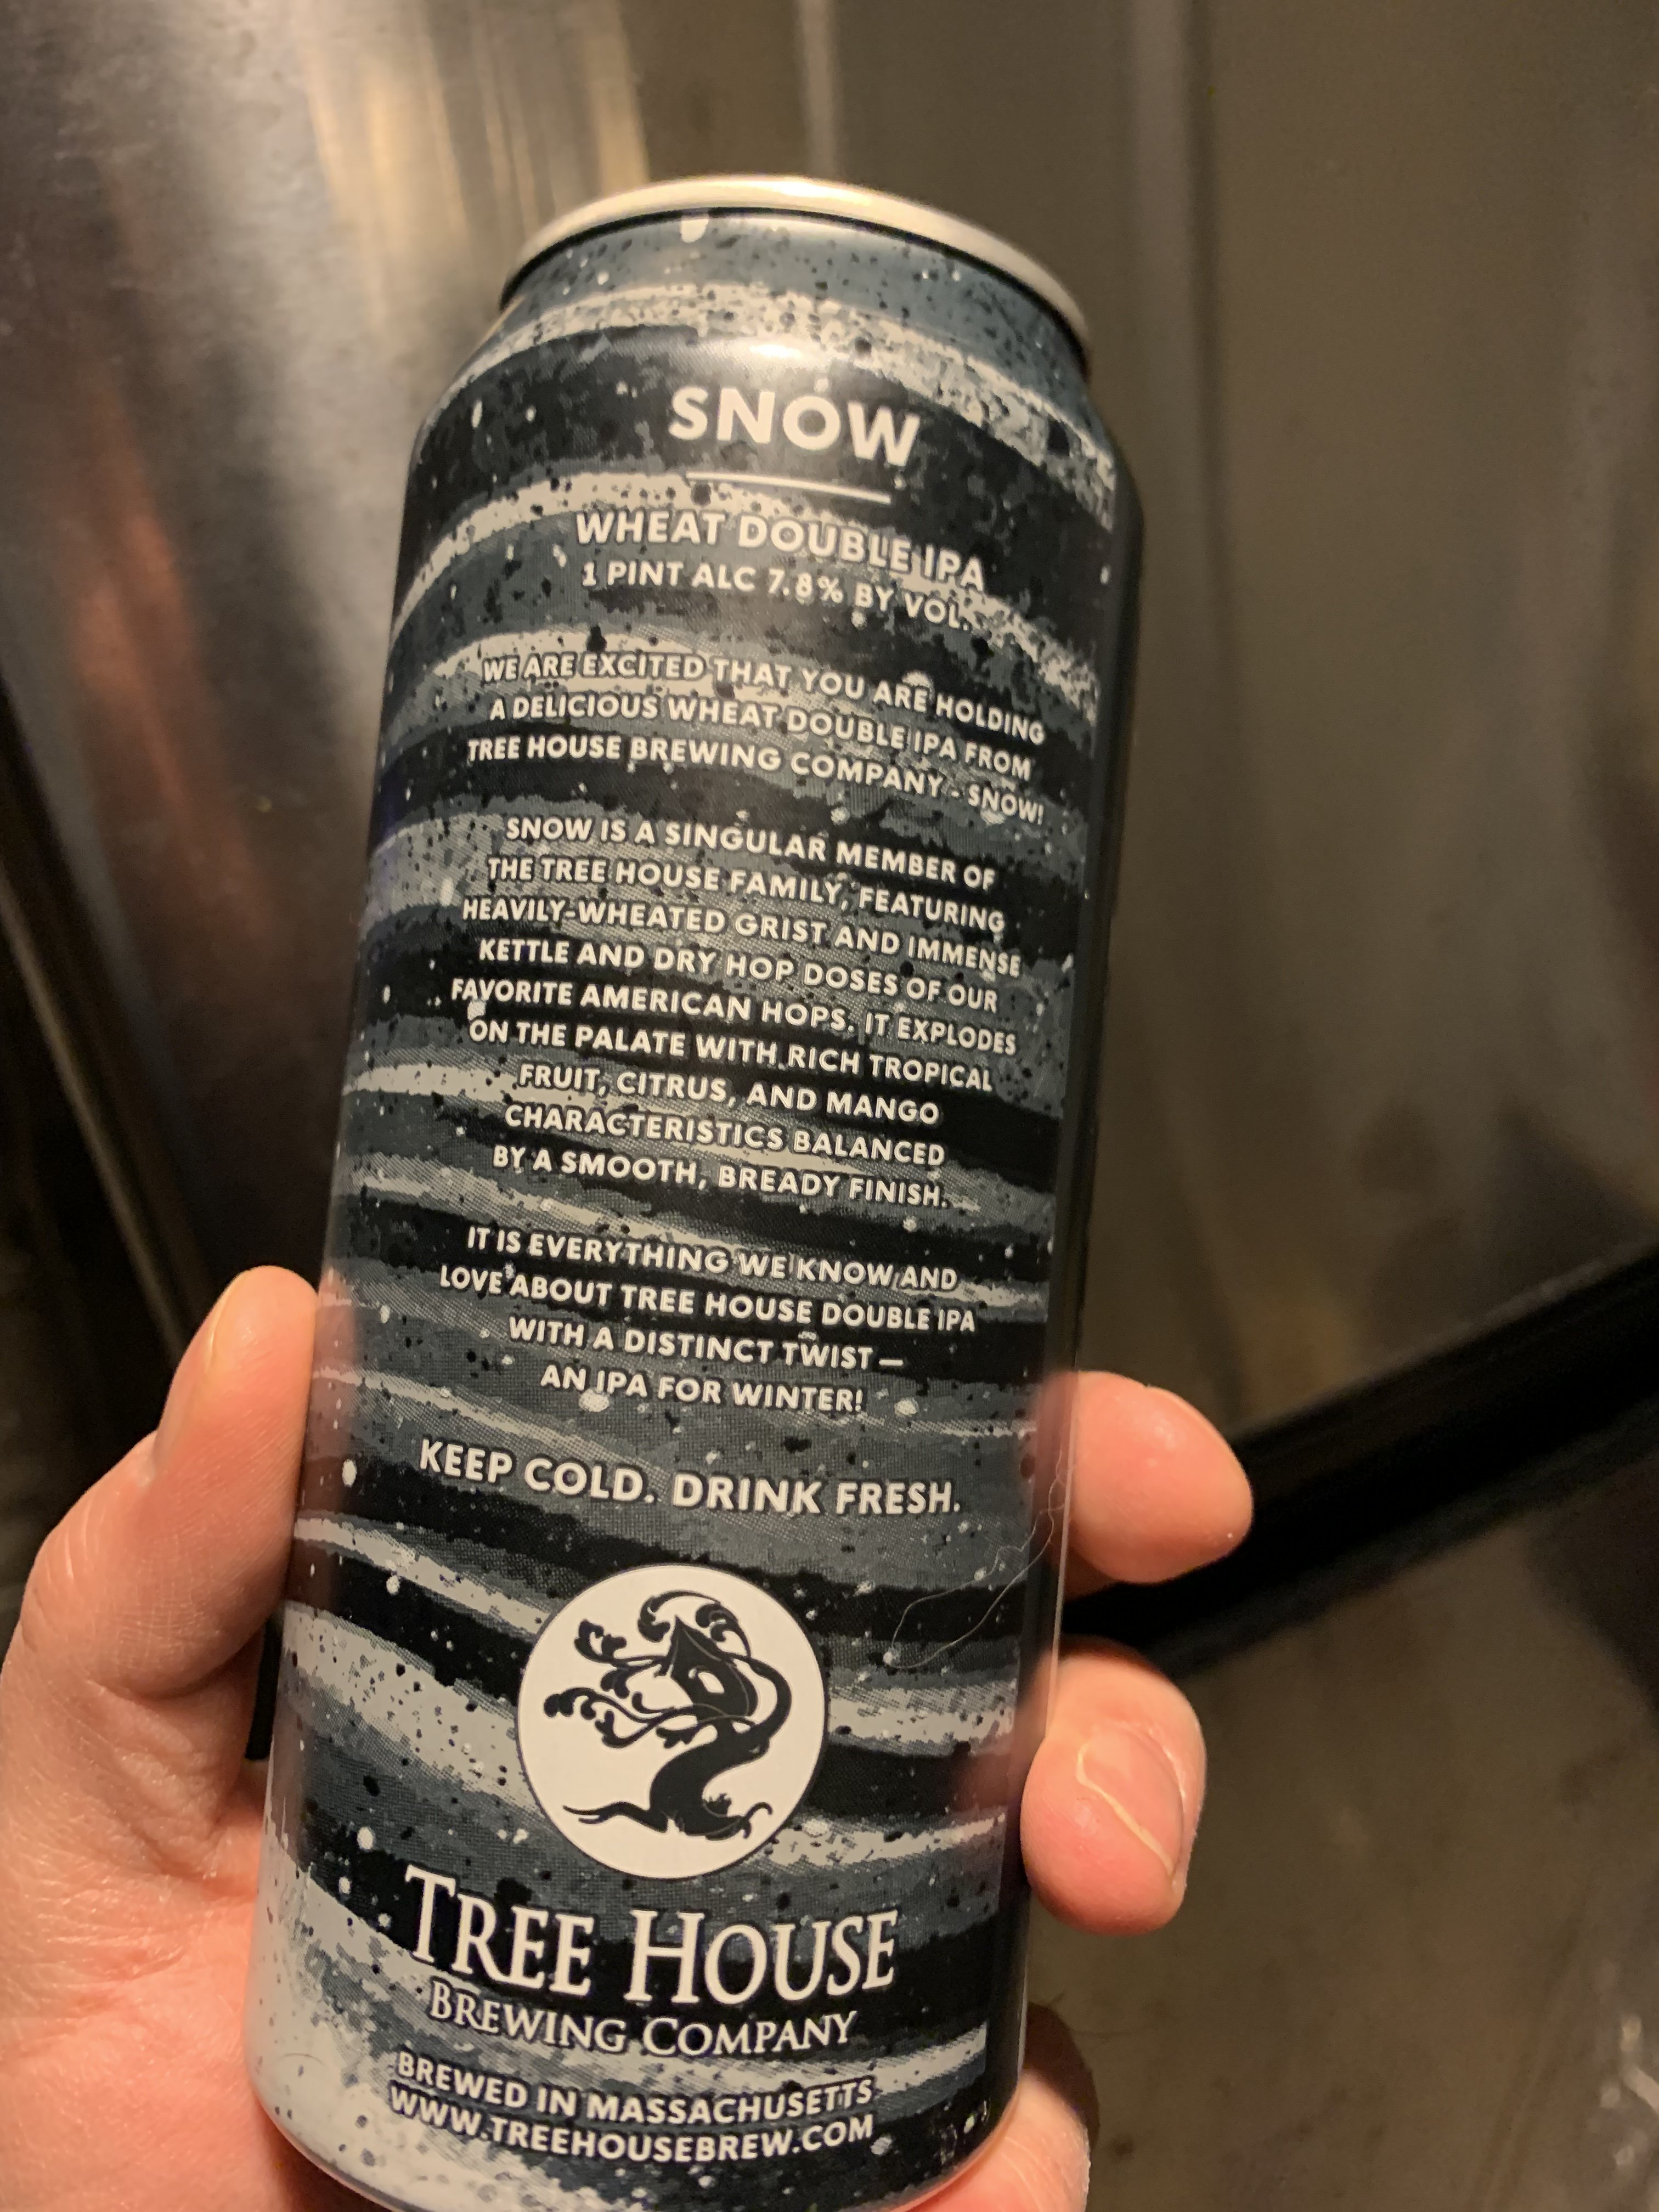 SNOW
WHEAT DOUBLE IPA
1 PINT ALC 7.8% BY VOL.
WE ARE EXCITED THAT YOU ARE HOLDING
A DELICIOUS WHEAT DOUBLE IPA FROM
TREE HOUSE BREWING COMPANY - SNOW!
SNOW IS A SINGULAR MEMBER OF
THE TREE HOUSE FAMILY, FEATURING
HEAVILY-WHEATED GRIST AND IMMENSE
KETTLE AND DRY HOP DOSES OF OUR
FAVORITE AMERICAN HOPS. IT EXPLODES
ON THE PALATE WITH RICH TROPICAL
FRUIT, CITRUS, AND MANGO
CHARACTERISTICS BALANCED
BY A SMOOTH, BREADY FINISH.
IT IS EVERYTHING WE KNOW AND
LOVE ABOUT TREE HOUSE DOUBLE IPA
WITH A DISTINCT TWIST —
AN IPA FOR WINTER!
KEEP COLD. DRINK FRESH.
TREE HOUSE
BREWING COMPANY
BREWED IN MASSACHUSETTS
WWW.TREEHOUSEBREW.COM